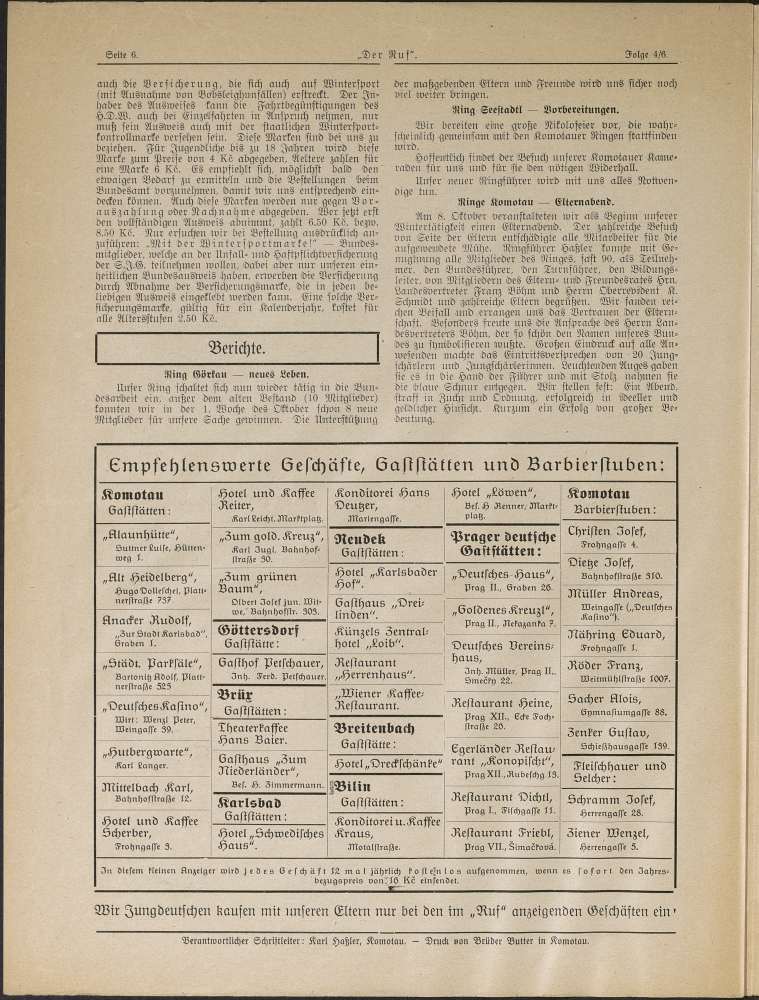 Seite 6.
„Der Ruf“.
Folge 4/6
auch die Versicherung, die sich auch auf Wintersport
(mit Ausnahme von Bobsleighunfällen) erstreckt. Der In-
haber des Ausweises kann die Fahrtbegünstigungen des
H.D.W. auch bei Einzelfahrten in Anspruch nehmen, nur
muß sein Ausweis auch mit der staatlichen Wintersport-
kontrollmarke versehen sein. Diese Marken sind bei uns zu
beziehen. Für Jugendliche bis zu 18 Jahren wird diese
Marke zum Preise von 4 Kč abgegeben, Aeltere zahlen für
eine Marke 6 Kč. Es empfiehlt sich, möglichst bald den
etwaigen Bedarf zu ermitteln und die Bestellungen beim
Bundesamt vorzunehmen, damit wir uns entsprechend ein-
decken können. Auch diese Marken werden nur gegen Vor-
auszahlung oder Nachnahme abgegeben. Wer jetzt erst
den vollständigen Ausweis abnimmt, zahlt 6.50 Kč, bezw.
8.50 Kč. Nur ersuchen wir bei Bestellung ausdrücklich an-
zuführen: „Mit der Wintersportmarke!“ — Bundes-
mitglieder, welche an der Unfall- und Haftpflichtversicherung
der S.J.G. teilnehmen wollen, dabei aber nur unseren ein-
heitlichen Bundesausweis haben, erwerben die Versicherung
durch Abnahme der Versicherungsmarke, die in jeden be-
liebigen Ausweis eingeklebt werden kann. Eine solche Ver-
sicherungsmarke, gültig für ein Kalenderjahr, kostet für
alle Altersstufen 2.50 Kč.
Berichte.
Ring Görkau — neues Leben.
Unser Ring schaltet sich nun wieder tätig in die Bun-
desarbeit ein, außer dem alten Bestand (10 Mitglieder)
konnten wir in der 1. Woche des Oktober schon 8 neue
Mitglieder für unsere Sache gewinnen. Die Unterstützung
der maßgebenden Eltern und Freunde wird uns sicher noch
viel weiter bringen.
Ring Seestadtl — Vorbereitungen.
Wir bereiten eine große Nikolofeier vor, die wahr-
scheinlich gemeinsam mit den Komotauer Ringen stattfinden
wird.
Hoffentlich findet der Besuch unserer Komotauer Kame-
raden für uns und für sie den nötigen Widerhall.
Unser neuer Ringführer wird mit uns alles Notwen-
dige tun.
Ringe Komotau — Elternabend.
Am 8. Oktober veranstalteten wir als Beginn unserer
Wintertätigkeit einen Elternabend. Der zahlreiche Besuch
von Seite der Eltern entschädigte alle Mitarbeiter für die
aufgewendete Mühe. Ringführer Haßler konnte mit Ge-
nugtuung alle Mitglieder des Ringes, fast 90, als Teilneh-
mer, den Bundesführer, den Turnführer, den Bildungs-
leiter, von Mitgliedern des Eltern- und Freundesrates Hrn.
Landesvertreter Franz Böhm und Herrn Oberrevident K.
Schmidt und zahlreiche Eltern begrüßen. Wir fanden rei-
chen Beifall und errangen uns das Vertrauen der Eltern-
schaft. Besonders freute uns die Ansprache des Herrn Lan-
desvertreters Böhm, der so schön den Namen unseres Bun-
des zu symbolisieren wußte. Großen Eindruck auf alle An-
wesenden machte das Eintrittsversprechen von 20 Jung-
schärlern und Jungschärlerinnen. Leuchtenden Auges gaben
sie es in die Hand der Führer und mit Stolz nahmen sie
die blaue Schnur entgegen. Wir stellen fest: Ein Abend,
straff in Zucht und Ordnung, erfolgreich in ideeller und
geldlicher Hinsicht. Kurzum ein Erfolg von großer Be-
deutung.
Empfehlenswerte Geschäfte, Gaststätten und Barbierstuben:
Komotau
Gaststätten:
„Alaunhütte“,
Suttner Luise, Hütten-
weg 1.
„Alt Heidelberg“,
Hugo Dolleschel, Platt-
nerstraße 737
Anacker Rudolf,
„Zur Stadt Karlsbad“,
Graben 1.
„Städt. Parksäle“,
Bartonitz Adolf, Platt-
nerstraße 525
„Deutsches Kasino“,
Wirt: Wenzl Peter,
Weingasse 39.
„Hutbergwarte“,
Karl Langer.
Mittelbach Karl,
Bahnhofstraße 12.
Hotel und Kaffee
Scherber,
Frohngasse 3.
Hotel und Kaffee
Reiter,
Karl Leicht, Marktplatz.
„Zum gold. Kreuz“,
Karl Zugl, Bahnhof-
straße 30.
„Zum grünen
Baum“,
Olbert Josef jun. Wit-
we, Bahnhofstr. 303.
Göttersdorf
Gaststätte:
Gasthof Petschauer,
Inh. Ferd. Petschauer.
Brüx
Gaststätten:
Theaterkaffee
Hans Baier.
Gasthaus „Zum
Niederländer“,
Bes. H. Zimmermann.
Karlsbad
Gaststätten:
Hotel „Schwedisches
Haus“.
Konditorei Hans
Deutzer,
Mariengasse.
Neudek
Gaststätten:
Hotel „Karlsbader
Hof“.
Gasthaus „Drei-
linden“.
Künzels Zentral-
hotel „Loib“.
Restaurant
„Herrenhaus“.
„Wiener Kaffee-
Restaurant.
Breitenbach
Gaststätte:
Hotel „Dreckschänke“
Bilin
Gaststätten:
Konditorei u. Kaffee
Kraus,
Motalstraße.
Hotel „Löwen“,
Bes. H Renner, Markt-
platz.
Prager deutsche
Gaststätten:
„Deutsches Haus“,
Prag II., Graben 26.
„Goldenes Kreuzl“,
Prag II., Nekazanka 7.
Deutsches Vereins-
haus,
Inh. Müller, Prag II.,
Smečky 22.
Restaurant Heine,
Prag XII., Ecke Foch-
straße 26.
Egerländer Restau-
rant „Konopischt“,
Prag XII., Rubeschg. 13.
Restaurant Dichtl,
Prag I., Fischgasse 11.
Restaurant Friebl,
Prag VII., Šimačkova.
Komotau
Barbierstuben:
Christen Josef,
Frohngasse 4.
Dietze Josef,
Bahnhofstraße 310.
Müller Andreas,
Weingasse („Deutsches
Kasino“).
Nähring Eduard,
Frohngasse 1.
Röder Franz,
Weitmühlstraße 1007.
Sacher Alois,
Gymnasiumgasse 88.
Zenker Gustav,
Schießhausgasse 139.
Fleischhauer und
Selcher:
Schramm Josef,
Herrengasse 28.
Ziener Wenzel,
Herrengasse 5.
In diesem kleinen Anzeiger wird jedes Geschäft 12 mal jährlich kostenlos aufgenommen, wenn es sofort den Jahres-
bezugspreis von 16 Kč einsendet.
Wir Jungdeutschen kaufen mit unseren Eltern nur bei den im „Ruf“ anzeigenden Geschäften ein!
Verantwortlicher Schriftleiter: Karl Haßler, Komotau. — Druck von Brüder Butter in Komotau.